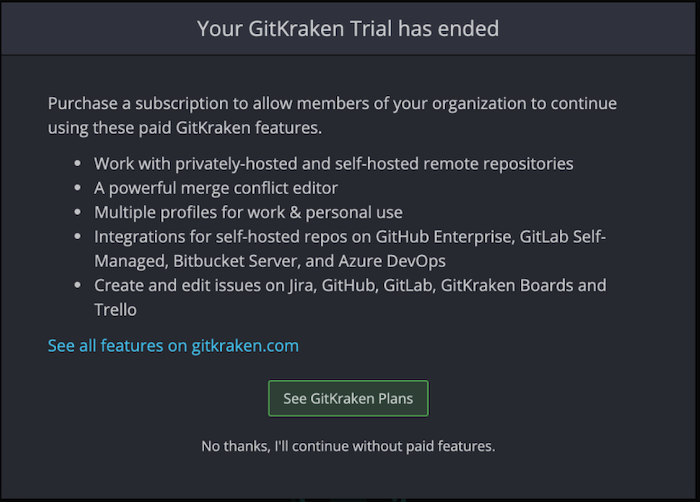 Your GitKraken Trial has ended
Purchase a subscription to allow members of your organization to continue
using these paid GitKraken features.
• Work with privately-hosted and self-hosted remote repositories
• A powerful merge conflict editor
• Multiple profiles for work & personal use
• Integrations for self-hosted repos on GitHub Enterprise, GitLab Self-
Managed, Bitbucket Server, and Azure DevOps
• Create and edit issues on Jira, GitHub, GitLab, GitKraken Boards and
Trello
See all features on gitkraken.com
See GitKraken Plans
No thanks, I'll continue without paid features.